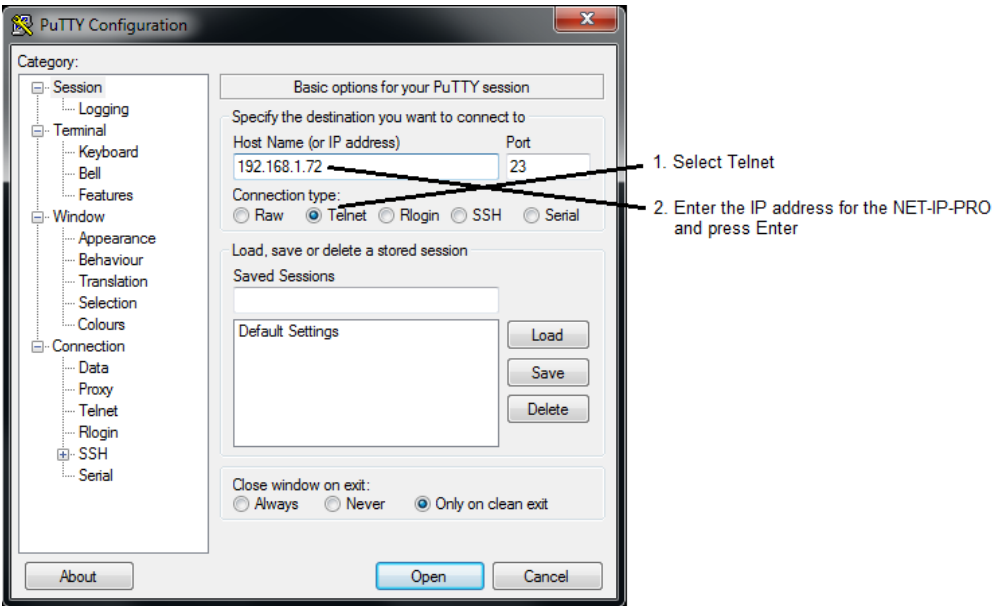 PuTTY Configuration
Category:
Session
Logging
Terminal
Keyboard
Bell
Features
Window
Appearance
Behaviour
Translation
Selection
Colours
Connection
Data
Proxy
Telnet
Rlogin
SSH
Serial
Basic options for your PuTTY session
Specify the destination you want to connect to
Host Name (or IP address) Port
192.168.1.72 23
Connection type:
Raw Telnet Rlogin SSH Serial
Load, save or delete a stored session
Saved Sessions
Default Settings
Load
Save
Delete
Close window on exit:
Always Never Only on clean exit
About Open Cancel
1. Select Telnet
2. Enter the IP address for the NET-IP-PRO
and press Enter